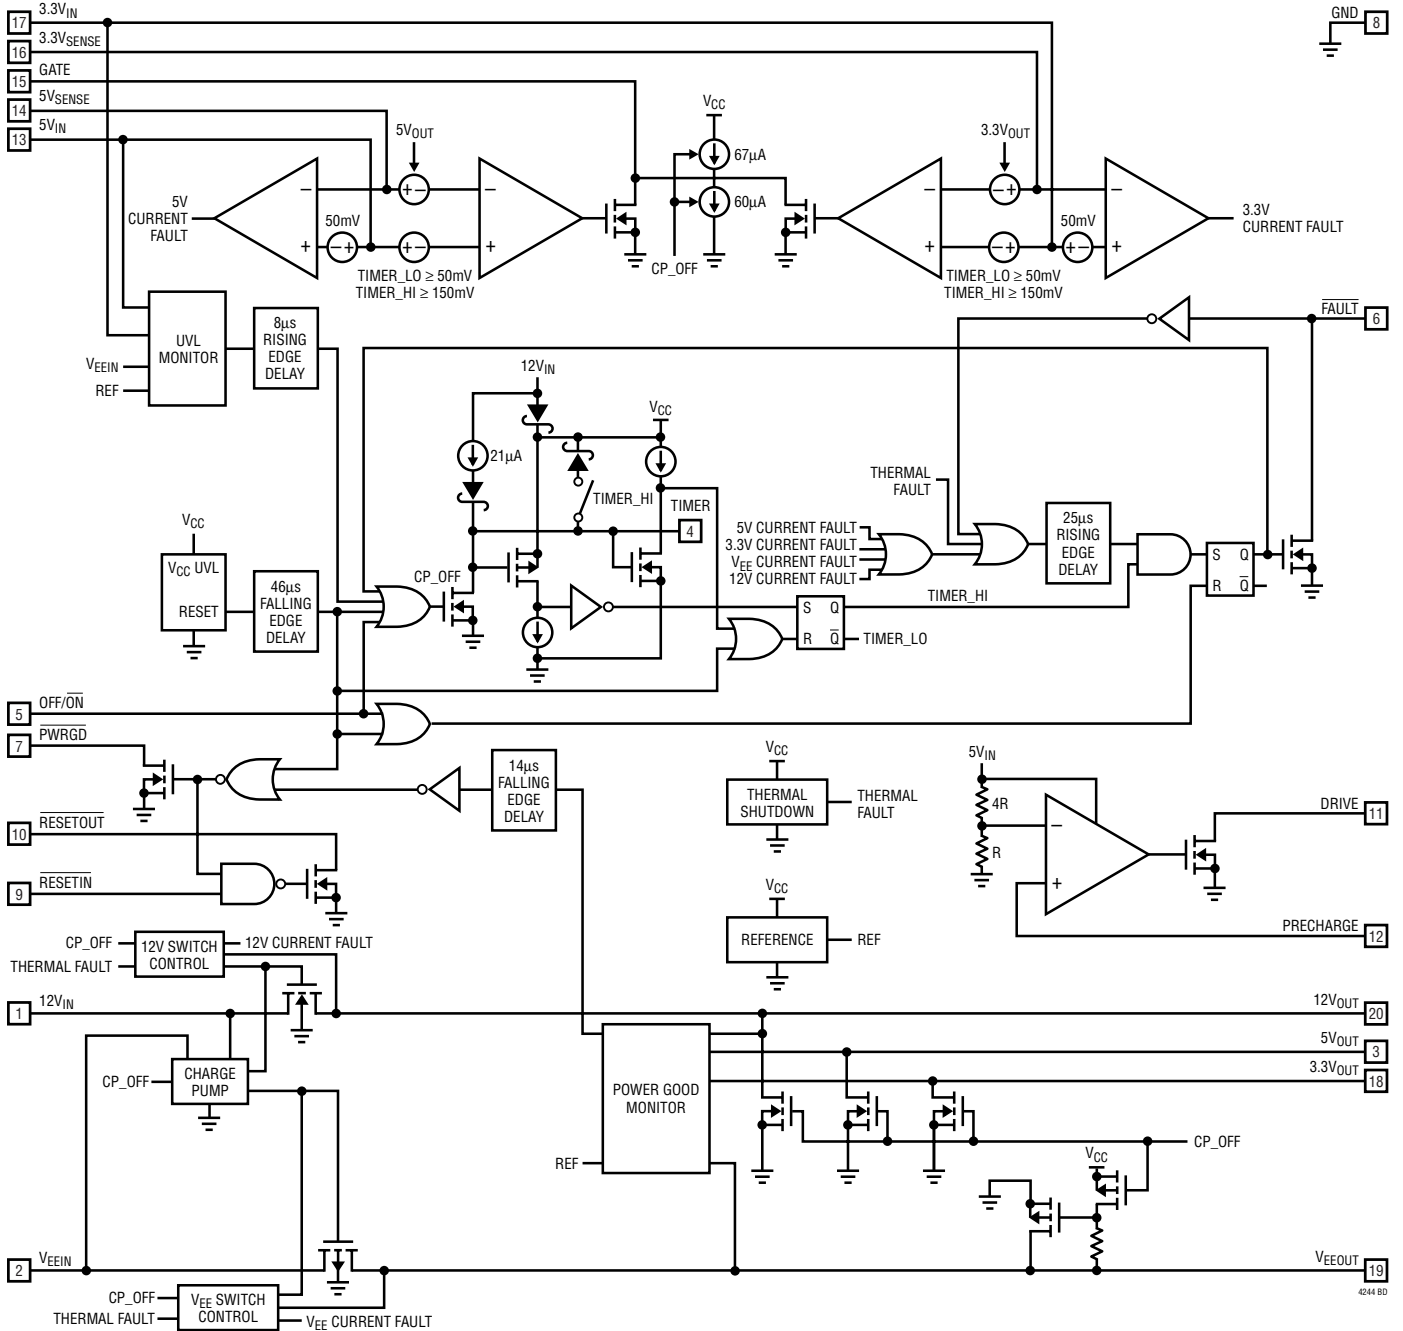 17 3.3VIN
16 3.3VSENSE
15 GATE
14 5VSENSE
13 5VIN
GND 8
5VOUT
VCC
3.3VOUT
67µA
60µA
− − − −
+ + + +
+− −+
50mV 50mV
−+ +− −+ +−
5V
CURRENT
FAULT
3.3V
CURRENT FAULT
TIMER_LO ≥ 50mV
TIMER_HI ≥ 150mV
CP_OFF
TIMER_LO ≥ 50mV
TIMER_HI ≥ 150mV
UVL
MONITOR
VEEIN
REF
8µs
RISING
EDGE
DELAY
FAULT 6
12VIN
VCC
21µA
TIMER_HI
TIMER
4
THERMAL
FAULT
5V CURRENT FAULT
3.3V CURRENT FAULT
VEE CURRENT FAULT
12V CURRENT FAULT
25µs
RISING
EDGE
DELAY
S Q
R Q
VCC
VCC UVL
RESET
46µs
FALLING
EDGE
DELAY
CP_OFF
TIMER_HI
S Q
R Q
TIMER_LO
5 OFF/ON
7 PWRGD
14µs
FALLING
EDGE
DELAY
VCC
THERMAL
SHUTDOWN
THERMAL
FAULT
5VIN
4R
R
−
+
DRIVE 11
10 RESETOUT
9 RESETIN
VCC
REFERENCE
REF
PRECHARGE 12
CP_OFF
THERMAL FAULT
12V SWITCH
CONTROL
12V CURRENT FAULT
1 12VIN
12VOUT 20
5VOUT 3
3.3VOUT 18
CP_OFF
CHARGE
PUMP
POWER GOOD
MONITOR
REF
CP_OFF
VCC
2 VEEIN
VEEOUT 19
CP_OFF
THERMAL FAULT
VEE SWITCH
CONTROL
VEE CURRENT FAULT
4244 BD